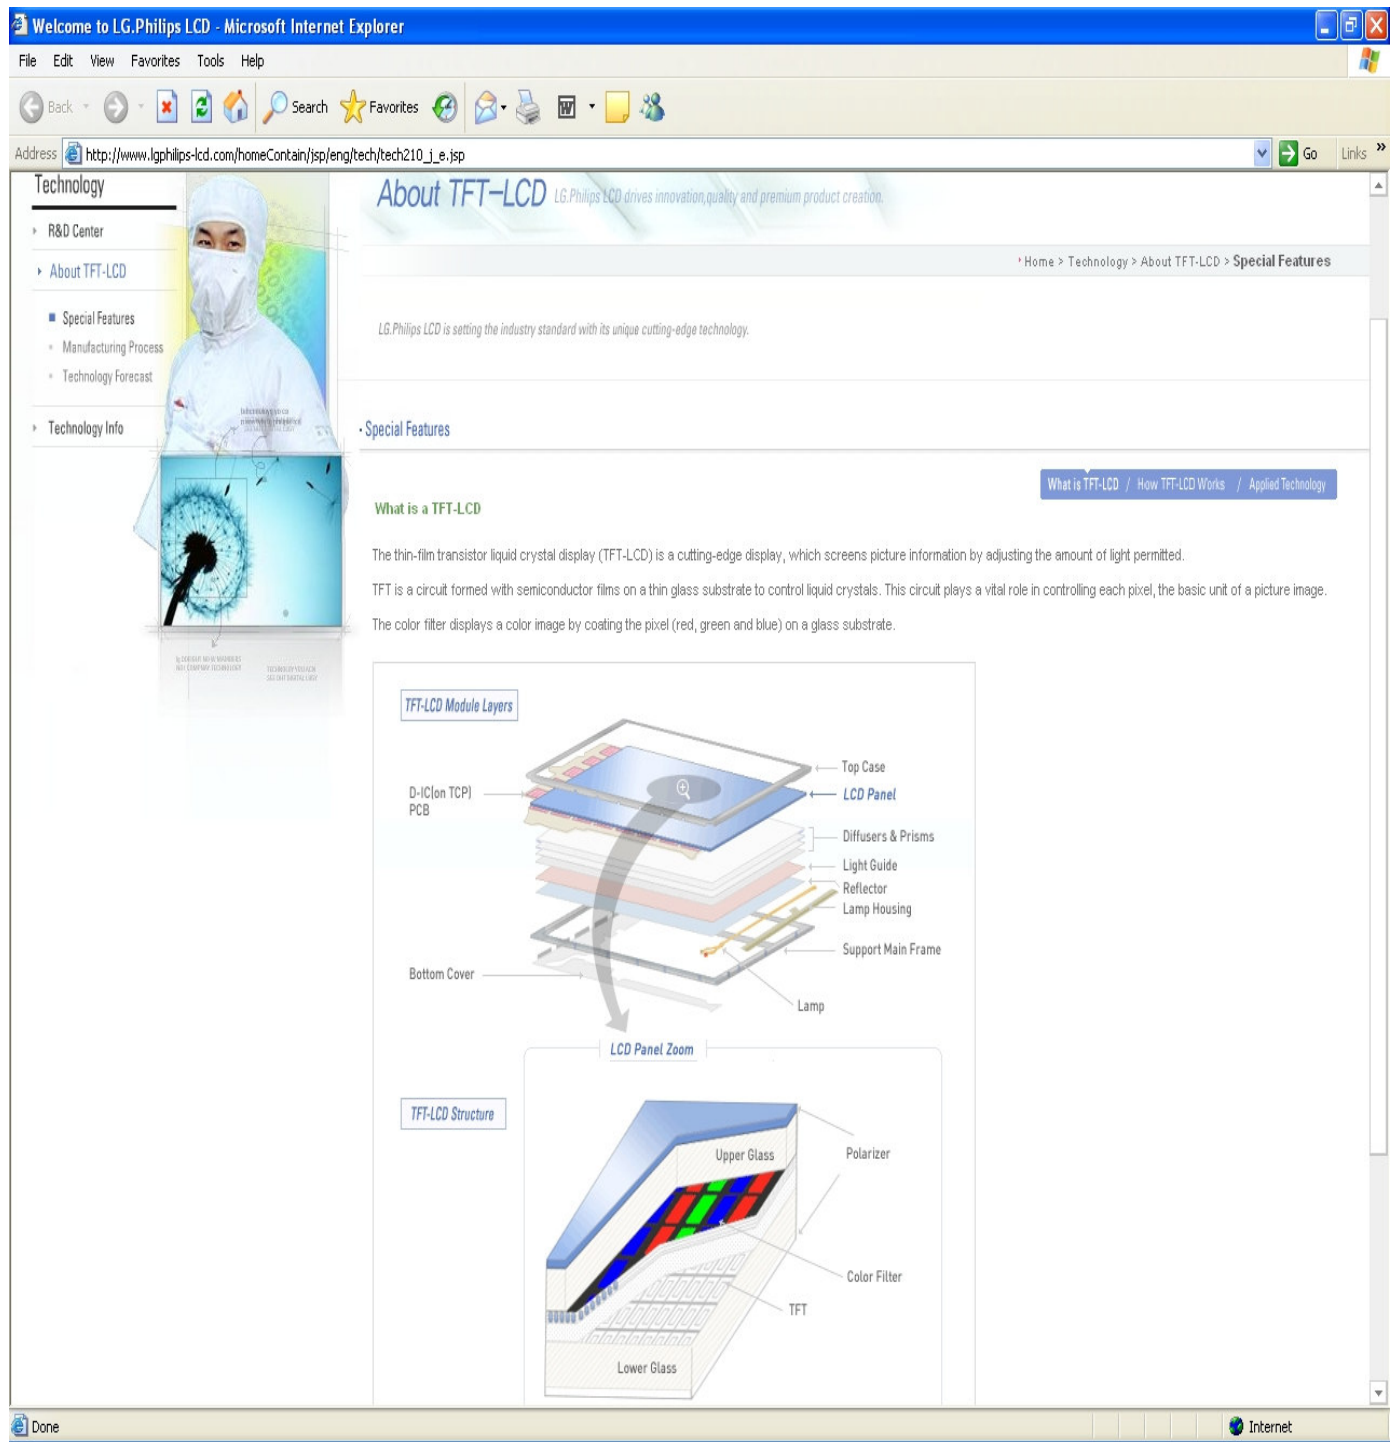 Welcome to LG.Philips LCD - Microsoft Internet Explorer
File Edit View Favorites Tools Help
Back Search Favorites
Address http://www.lgphilips-lcd.com/homeContain/jsp/eng/tech/tech210_j_e.jsp Go Links »
Technology
R&D Center
About TFT-LCD
Special Features
Manufacturing Process
Technology Forecast
Technology Info
About TFT-LCD LG.Philips LCD drives innovation,quality and premium product creation.
Home > Technology > About TFT-LCD > Special Features
LG.Philips LCD is setting the industry standard with its unique cutting-edge technology.
· Special Features
What is TFT-LCD / How TFT-LCD Works / Applied Technology
What is a TFT-LCD
The thin-film transistor liquid crystal display (TFT-LCD) is a cutting-edge display, which screens picture information by adjusting the amount of light permitted.
TFT is a circuit formed with semiconductor films on a thin glass substrate to control liquid crystals. This circuit plays a vital role in controlling each pixel, the basic unit of a picture image.
The color filter displays a color image by coating the pixel (red, green and blue) on a glass substrate.
TFT-LCD Module Layers
Top Case
D-IC(on TCP)
PCB
LCD Panel
Diffusers & Prisms
Light Guide
Reflector
Lamp Housing
Support Main Frame
Bottom Cover
Lamp
LCD Panel Zoom
TFT-LCD Structure
Upper Glass
Polarizer
Color Filter
TFT
Lower Glass
Done Internet